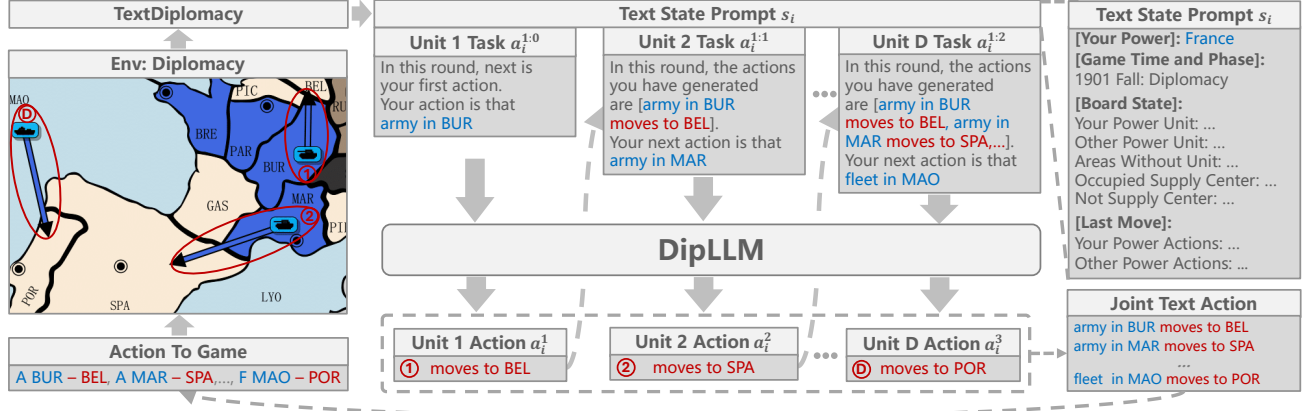 TextDiplomacy
Env: Diplomacy
MAO
D
PIC
BEL
RU
BRE
PAR
BUR
1
GAS
MAR
2
PIE
POR
SPA
LYO
Action To Game
A BUR – BEL, A MAR – SPA,..., F MAO – POR
Text State Prompt s_i
Unit 1 Task a_i^{1:0}
In this round, next is
your first action.
Your action is that
army in BUR
Unit 2 Task a_i^{1:1}
In this round, the actions
you have generated
are [army in BUR
moves to BEL].
Your next action is that
army in MAR
...
Unit D Task a_i^{1:2}
In this round, the actions
you have generated
are [army in BUR
moves to BEL, army in
MAR moves to SPA,...].
Your next action is that
fleet in MAO
DipLLM
Unit 1 Action a_i^1
① moves to BEL
Unit 2 Action a_i^2
② moves to SPA
...
Unit D Action a_i^3
Ⓓ moves to POR
Text State Prompt s_i
[Your Power]: France
[Game Time and Phase]:
1901 Fall: Diplomacy
[Board State]:
Your Power Unit: ...
Other Power Unit: ...
Areas Without Unit: ...
Occupied Supply Center: ...
Not Supply Center: ...
[Last Move]:
Your Power Actions: ...
Other Power Actions: ...
Joint Text Action
army in BUR moves to BEL
army in MAR moves to SPA
...
fleet in MAO moves to POR